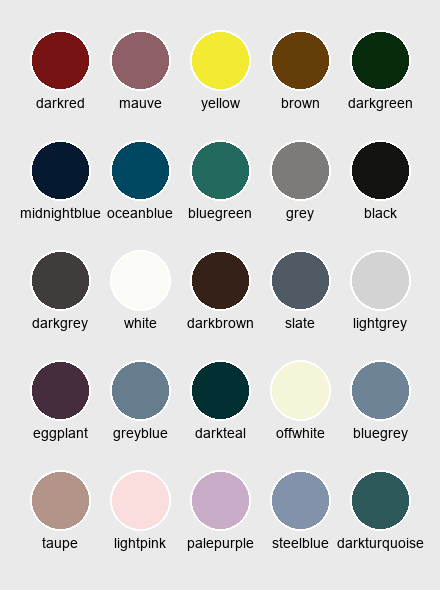 darkred mauve yellow brown darkgreen
midnightblue oceanblue bluegreen grey black
darkgrey white darkbrown slate lightgrey
eggplant greyblue darkteal offwhite bluegrey
taupe lightpink palepurple steelblue darkturquoise